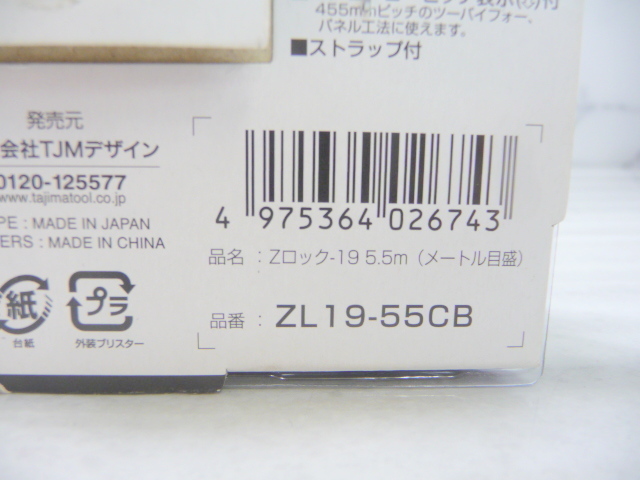 455mmピッチのツーバイフォー、
パネル工法に使えます。
■ストラップ付
発売元
会社TJMデザイン
0120-125577
www.tajimatool.co.jp
PE : MADE IN JAPAN
ERS : MADE IN CHINA
紙
台紙
プラ
外装ブリスター
4 975364 026743
品名 : Zロック-19 5.5m（メートル目盛）
品番 : ZL19-55CB